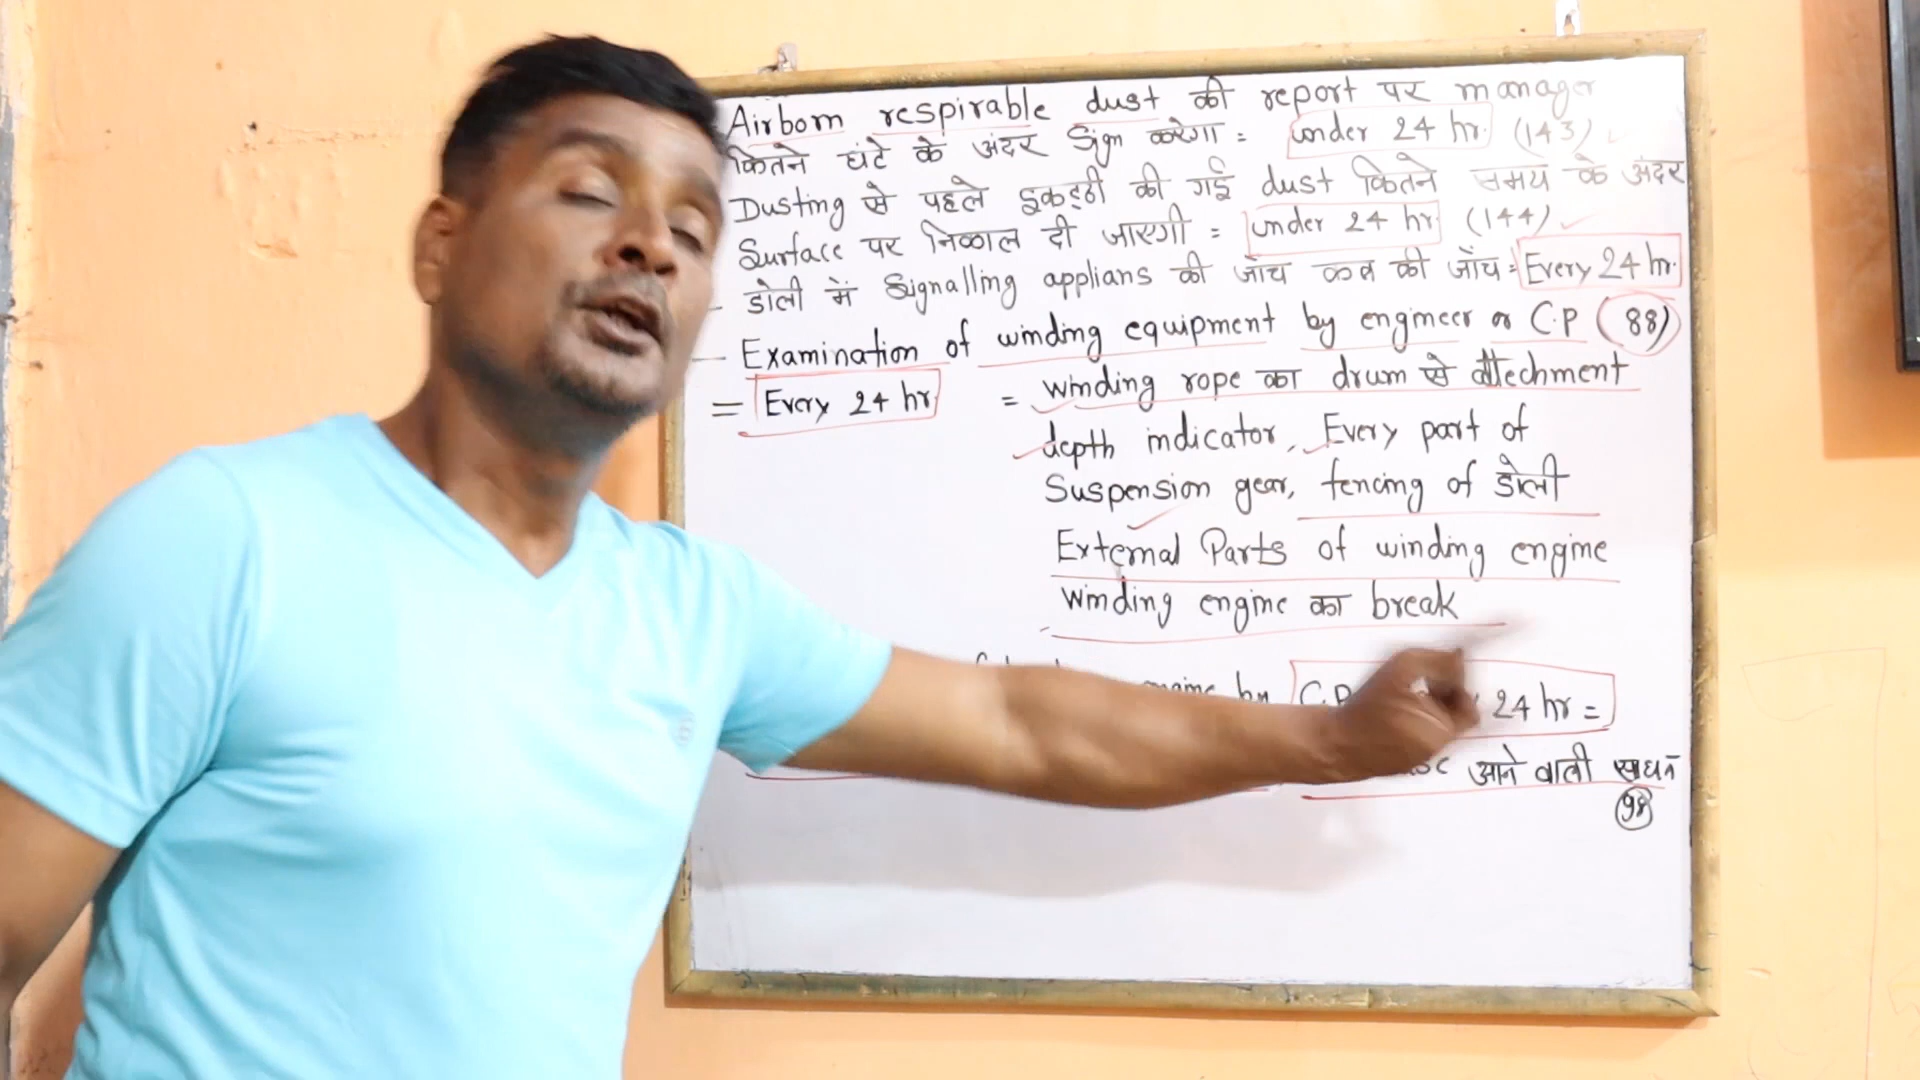 Airborn respirable dust की report पर manager
कितने घंटे के अंदर Sign करेगा = under 24 hr. (143)
Dusting से पहले इकट्ठी की गई dust कितने समय के अंदर
Surface पर निकाल दी जाएगी = under 24 hr (144)
- डोली में Signalling applians की जाँच कब की जाँच = Every 24 hr.
- Examination of winding equipment by engineer or C.P (88)
= Every 24 hr = winding rope का drum से attechment
depth indicator, Every part of
Suspension gear, fencing of डोली
External Parts of winding engine
winding engine का break
by C.P 24 hr =
आने वाली साधन
98